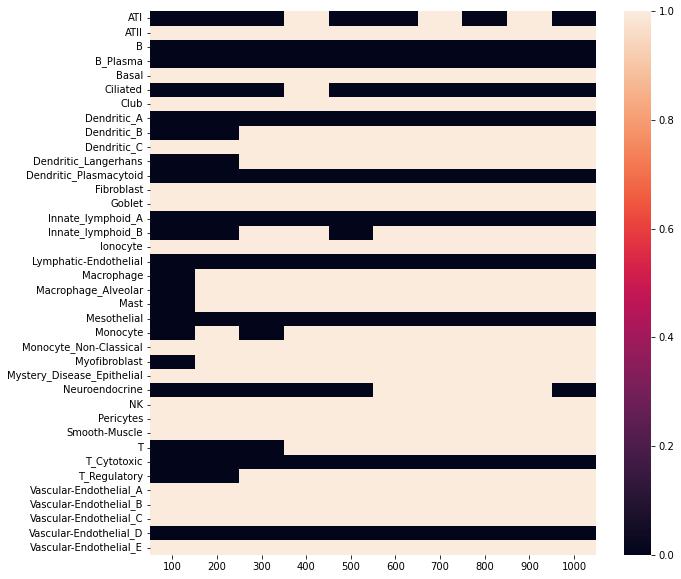 ATI
ATII
B
B_Plasma
Basal
Ciliated
Club
Dendritic_A
Dendritic_B
Dendritic_C
Dendritic_Langerhans
Dendritic_Plasmacytoid
Fibroblast
Goblet
Innate_lymphoid_A
Innate_lymphoid_B
Ionocyte
Lymphatic-Endothelial
Macrophage
Macrophage_Alveolar
Mast
Mesothelial
Monocyte
Monocyte_Non-Classical
Myofibroblast
Mystery_Disease_Epithelial
Neuroendocrine
NK
Pericytes
Smooth-Muscle
T
T_Cytotoxic
T_Regulatory
Vascular-Endothelial_A
Vascular-Endothelial_B
Vascular-Endothelial_C
Vascular-Endothelial_D
Vascular-Endothelial_E
100 200 300 400 500 600 700 800 900 1000
1.0
0.8
0.6
0.4
0.2
0.0